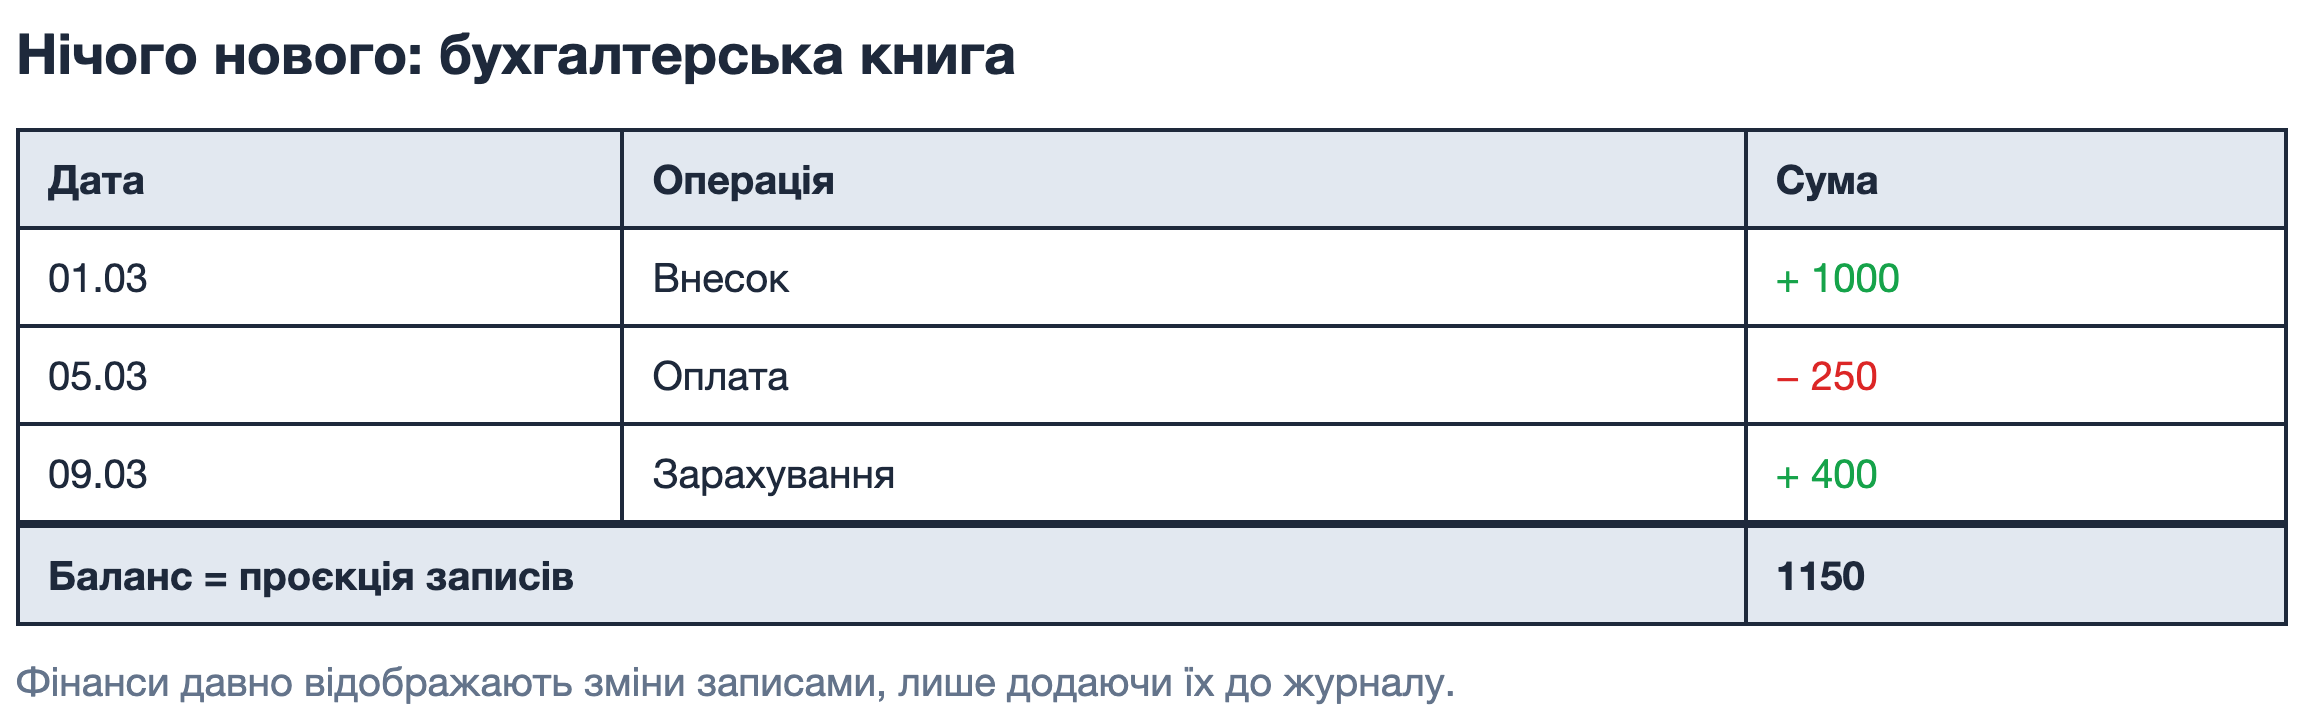 Нічого нового: бухгалтерська книга
Дата Операція Сума
01.03 Внесок + 1000
05.03 Оплата – 250
09.03 Зарахування + 400
Баланс = проєкція записів 1150
Фінанси давно відображають зміни записами, лише додаючи їх до журналу.